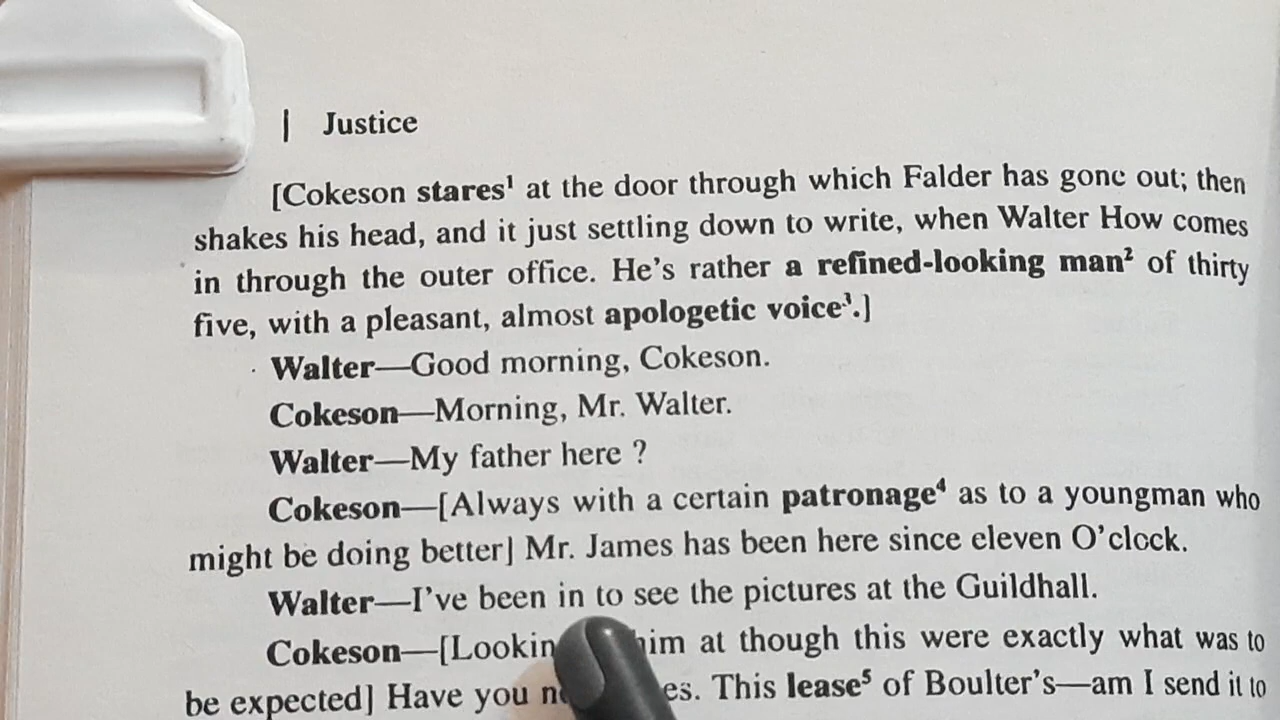 | Justice
[Cokeson stares¹ at the door through which Falder has gone out; then
shakes his head, and it just settling down to write, when Walter How comes
in through the outer office. He's rather a refined-looking man² of thirty
five, with a pleasant, almost apologetic voice³.]
Walter—Good morning, Cokeson.
Cokeson—Morning, Mr. Walter.
Walter—My father here ?
Cokeson—[Always with a certain patronage⁴ as to a youngman who
might be doing better] Mr. James has been here since eleven O'clock.
Walter—I've been in to see the pictures at the Guildhall.
Cokeson—[Lookin him at though this were exactly what was to
be expected] Have you es. This lease⁵ of Boulter's—am I send it to